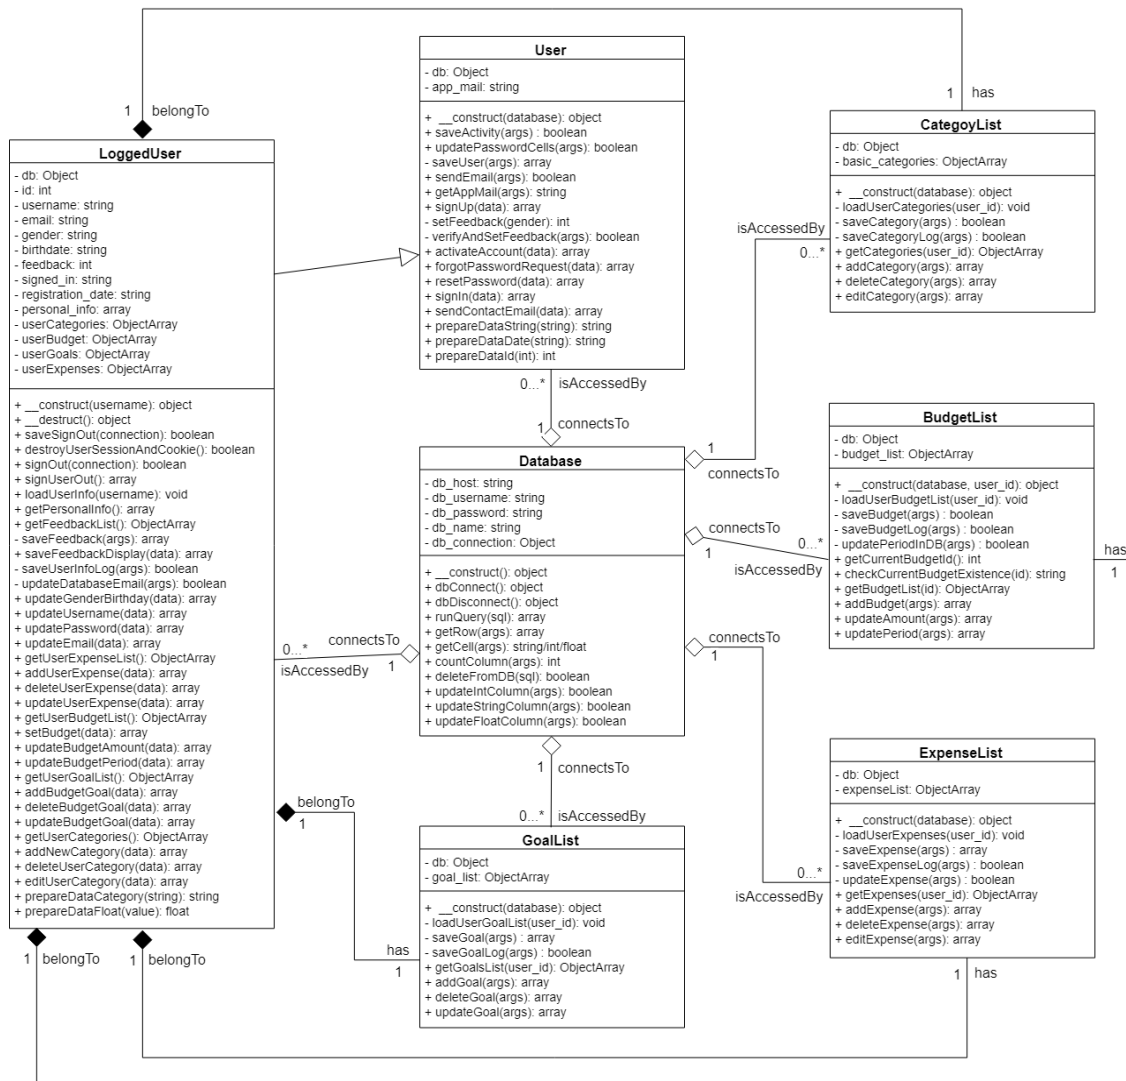 User
- db: Object
- app_mail: string
+  __construct(database): object
+ saveActivity(args) : boolean
+ updatePasswordCells(args): boolean
- saveUser(args): array
+ sendEmail(args): boolean
+ getAppMail(args): string
+ signUp(data): array
- setFeedback(gender): int
- verifyAndSetFeedback(args): boolean
+ activateAccount(data): array
+ forgotPasswordRequest(data): array
+ resetPassword(data): array
+ signIn(data): array
+ sendContactEmail(data): array
+ prepareDataString(string): string
+ prepareDataDate(string): string
+ prepareDataId(int): int
1 belongTo
1 has
LoggedUser
- db: Object
- id: int
- username: string
- email: string
- gender: string
- birthdate: string
- feedback: int
- signed_in: string
- registration_date: string
- personal_info: array
- userCategories: ObjectArray
- userBudget: ObjectArray
- userGoals: ObjectArray
- userExpenses: ObjectArray
+ __construct(username): object
+ __destruct(): object
+ saveSignOut(connection): boolean
+ destroyUserSessionAndCookie(): boolean
+ signOut(connection): boolean
+ signUserOut(): array
+ loadUserInfo(username): void
+ getPersonalInfo(): array
+ getFeedbackList(): ObjectArray
- saveFeedback(args): array
+ saveFeedbackDisplay(data): array
- saveUserInfoLog(args): boolean
- updateDatabaseEmail(args): boolean
+ updateGenderBirthday(data): array
+ updateUsername(data): array
+ updatePassword(data): array
+ updateEmail(data): array
+ getUserExpenseList(): ObjectArray
+ addUserExpense(data): array
+ deleteUserExpense(data): array
+ updateUserExpense(data): array
+ getUserBudgetList(): ObjectArray
+ setBudget(data): array
+ updateBudgetAmount(data): array
+ updateBudgetPeriod(data): array
+ getUserGoalList(): ObjectArray
+ addBudgetGoal(data): array
+ deleteBudgetGoal(data): array
+ updateBudgetGoal(data): array
+ getUserCategories(): ObjectArray
+ addNewCategory(data): array
+ deleteUserCategory(data): array
+ editUserCategory(data): array
+ prepareDataCategory(string): string
+ prepareDataFloat(value): float
CategoyList
- db: Object
- basic_categories: ObjectArray
+  __construct(database): object
- loadUserCategories(user_id): void
- saveCategory(args) : boolean
- saveCategoryLog(args) : boolean
+ getCategories(user_id): ObjectArray
+ addCategory(args): array
+ deleteCategory(args): array
+ editCategory(args): array
isAccessedBy
0...*
0...* isAccessedBy
1 connectsTo
1
connectsTo
Database
- db_host: string
- db_username: string
- db_password: string
- db_name: string
- db_connection: Object
+ __construct(): object
+ dbConnect(): object
+ dbDisconnect(): object
+ runQuery(sql): array
+ getRow(args): array
+ getCell(args): string/int/float
+ countColumn(args): int
+ deleteFromDB(sql): boolean
+ updateIntColumn(args): boolean
+ updateStringColumn(args): boolean
+ updateFloatColumn(args): boolean
BudgetList
- db: Object
- budget_list: ObjectArray
+  __construct(database, user_id): object
- loadUserBudgetList(user_id): void
- saveBudget(args) : boolean
- saveBudgetLog(args) : boolean
- updatePeriodInDB(args) : boolean
+ getCurrentBudgetId(): int
+ checkCurrentBudgetExistence(id): string
+ getBudgetList(id): ObjectArray
+ addBudget(args): array
+ updateAmount(args): array
+ updatePeriod(args): array
connectsTo
1
0...*
isAccessedBy
has
1
0...*
isAccessedBy
connectsTo
1
connectsTo
1
0...*
isAccessedBy
1 connectsTo
0...* isAccessedBy
ExpenseList
- db: Object
- expenseList: ObjectArray
+  __construct(database): object
- loadUserExpenses(user_id): void
- saveExpense(args) : array
- saveExpenseLog(args) : boolean
- updateExpense(args) : boolean
+ getExpenses(user_id): ObjectArray
+ addExpense(args): array
+ deleteExpense(args): array
+ editExpense(args): array
belongTo
1
GoalList
- db: Object
- goal_list: ObjectArray
+  __construct(database): object
- loadUserGoalList(user_id): void
- saveGoal(args) : array
- saveGoalLog(args) : boolean
+ getGoalsList(user_id): ObjectArray
+ addGoal(args): array
+ deleteGoal(args): array
+ updateGoal(args): array
has
1
1 belongTo
1 belongTo
1 has